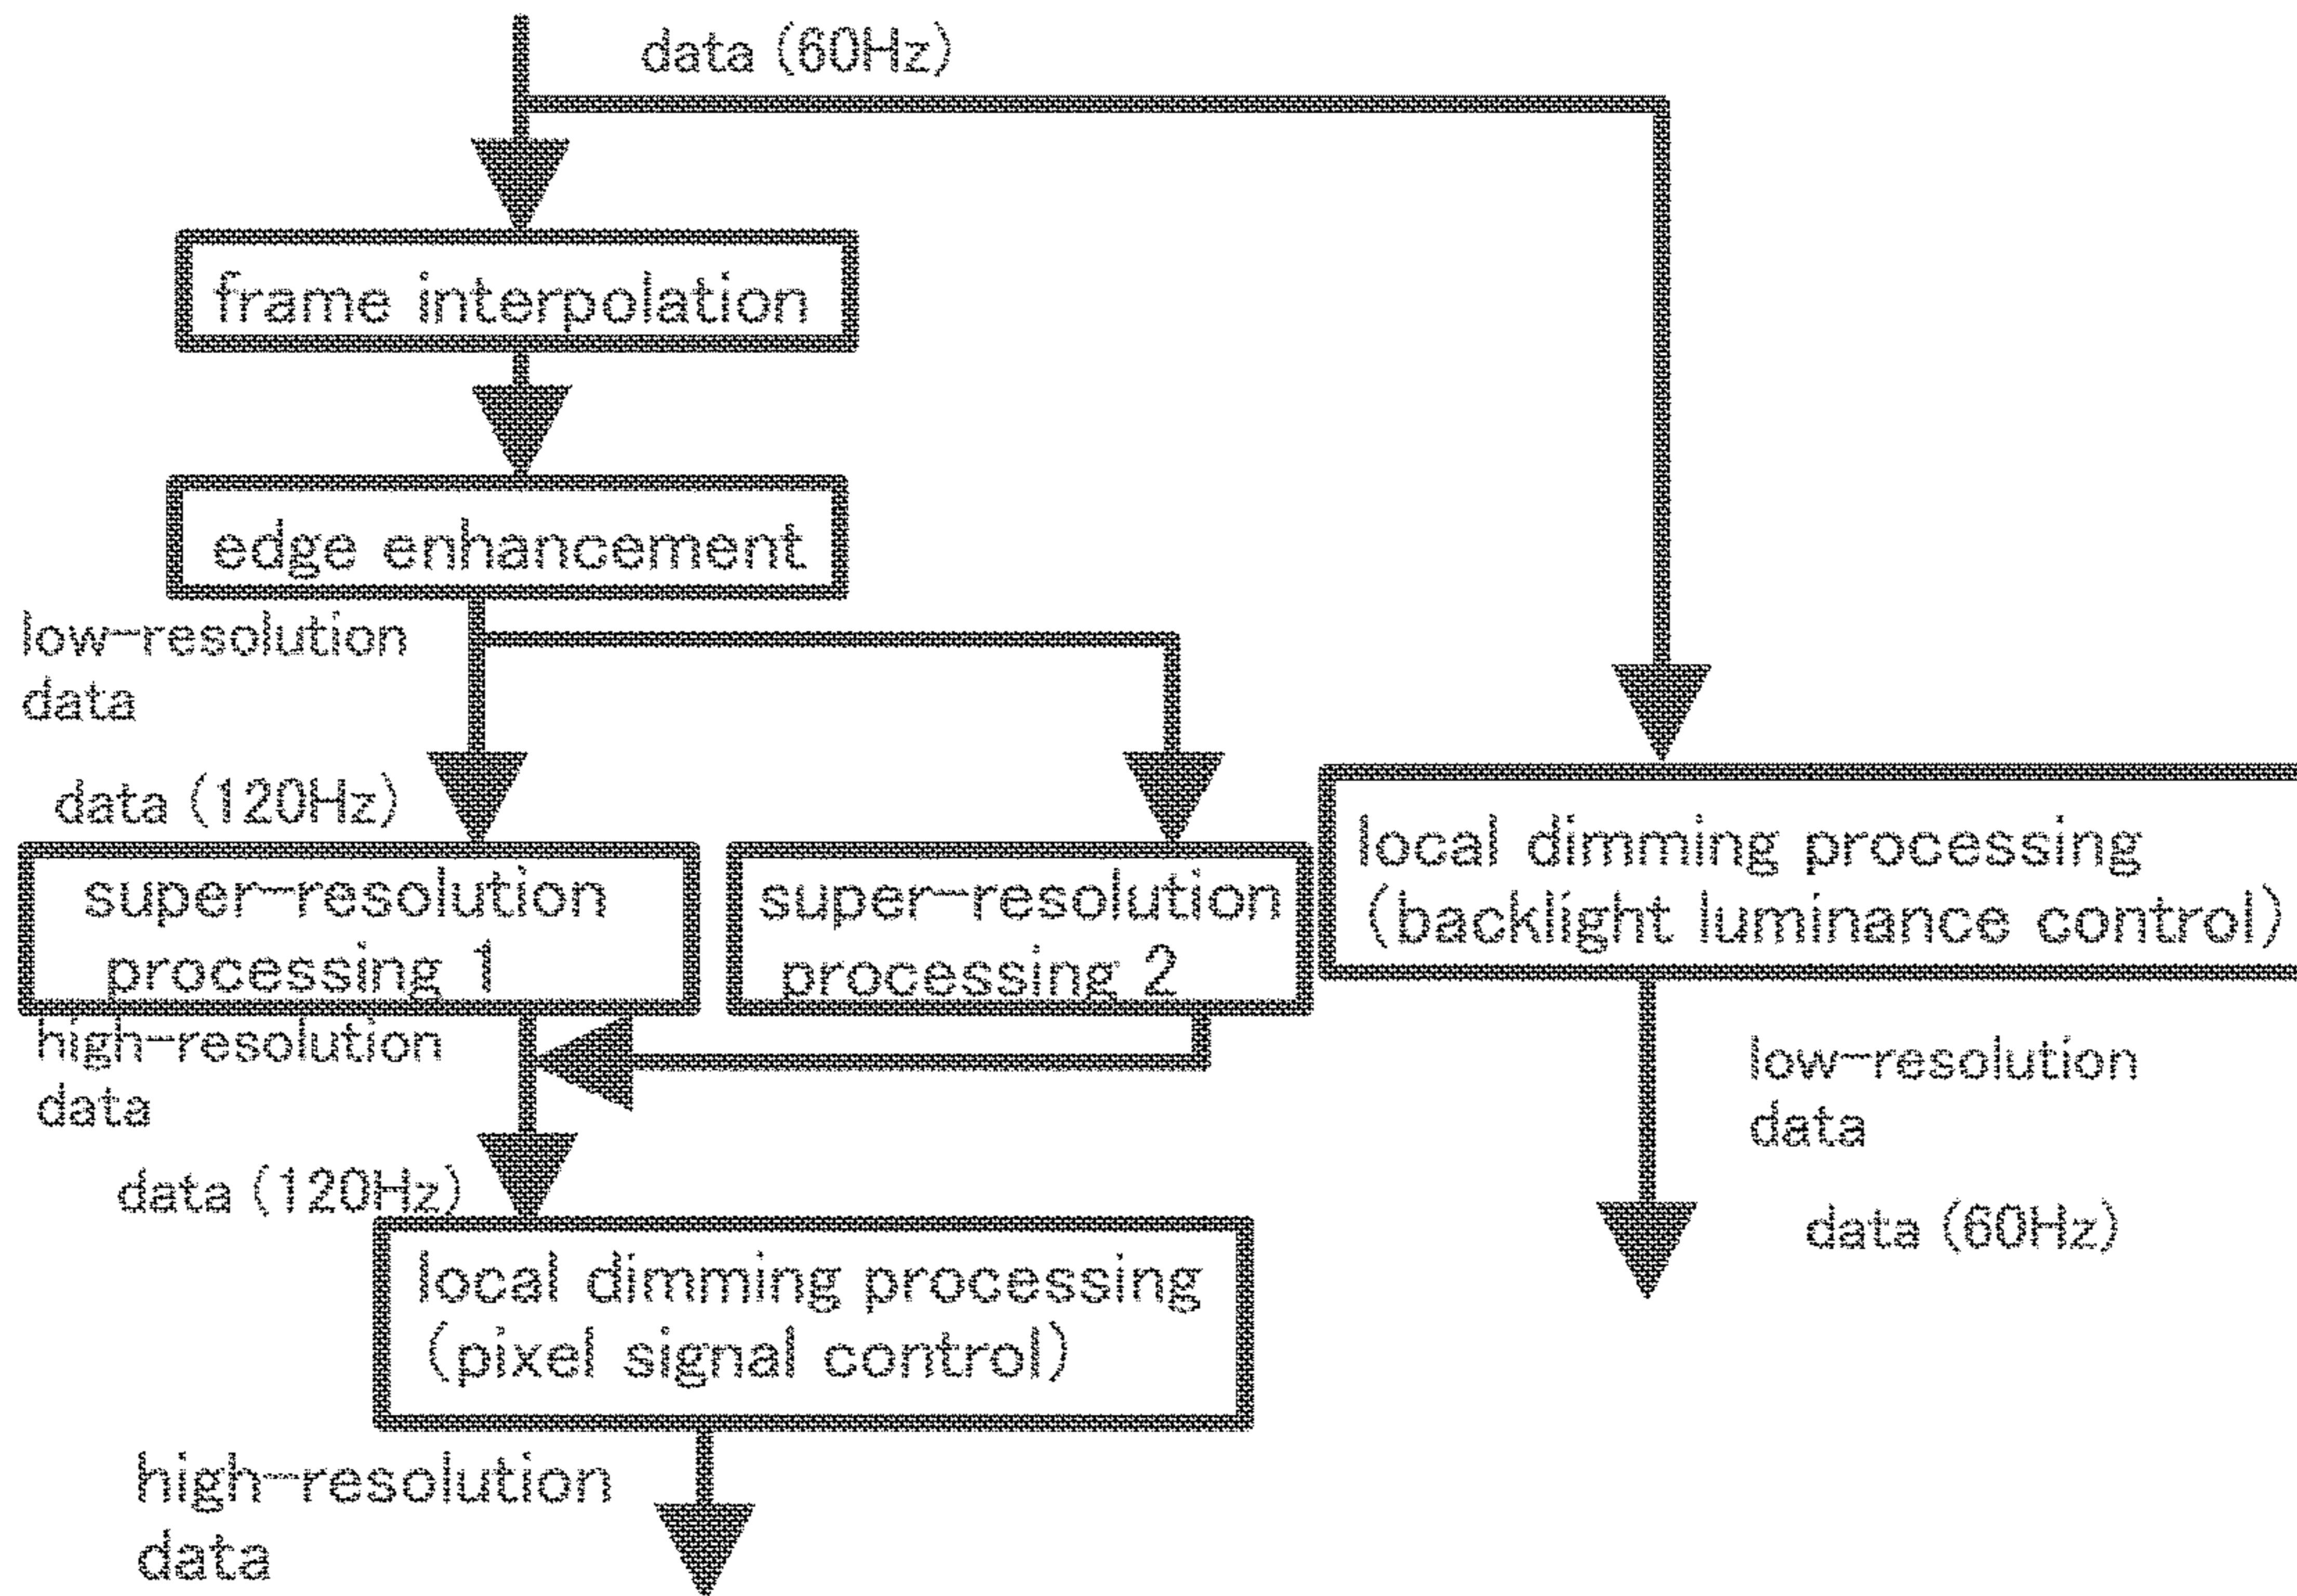 data (60Hz)
frame interpolation
edge enhancement
low-resolution
data
data (120Hz)
super-resolution
processing 1
super-resolution
processing 2
local dimming processing
(backlight luminance control)
high-resolution
data
data (120Hz)
low-resolution
data
data (60Hz)
local dimming processing
(pixel signal control)
high-resolution
data